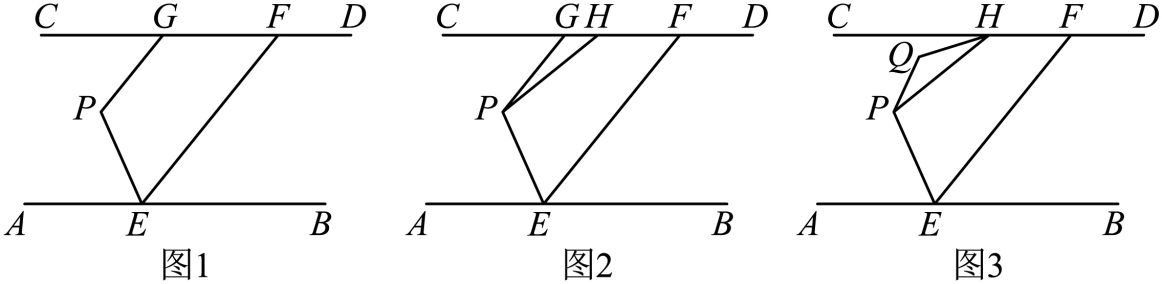 C G F D C G H F D C H F D
Q
P P P
A E B A E B A E B
图1 图2 图3